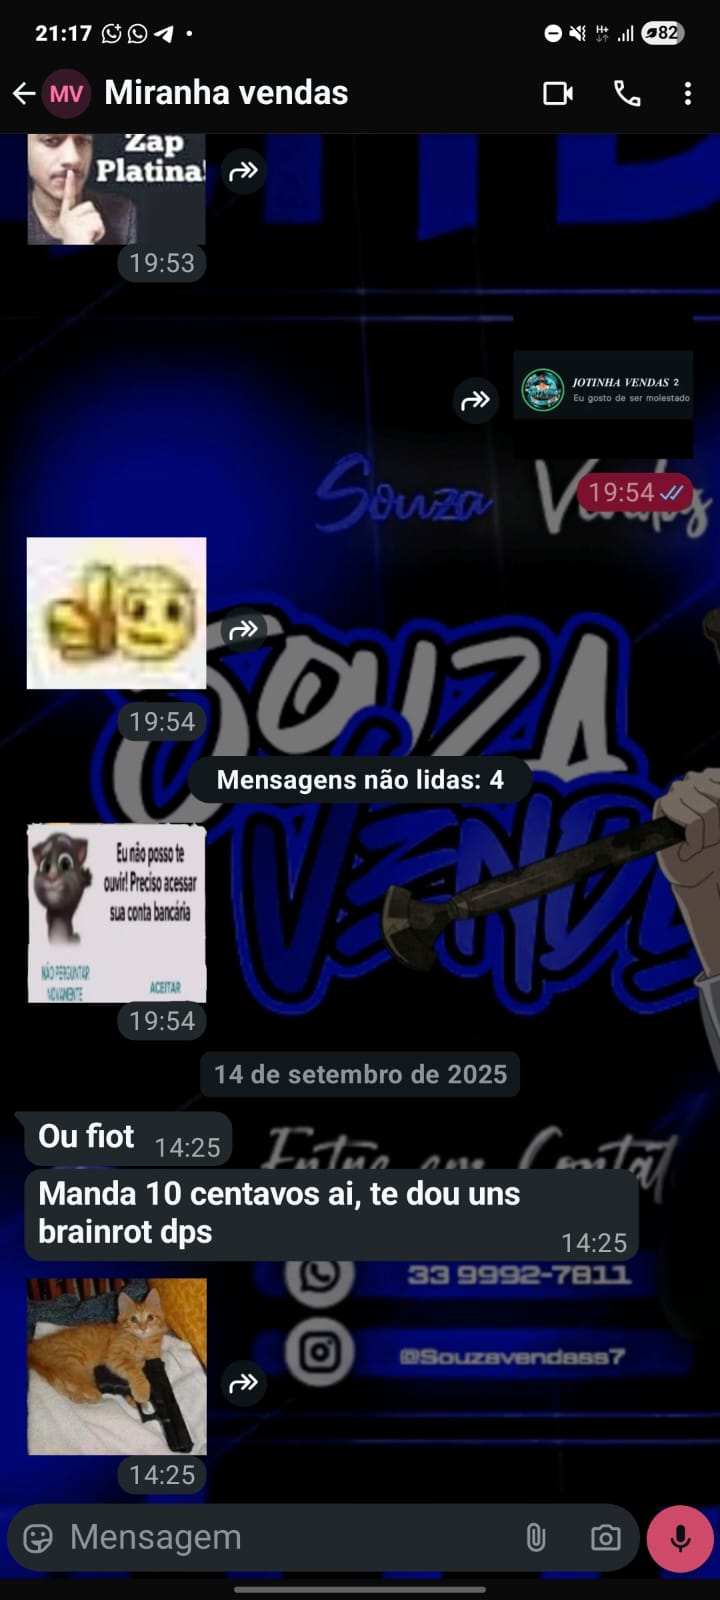 21:17
82
MV Miranha vendas
Zap
Platina!
19:53
JOTINHA VENDAS 2
Eu gosto de ser molestado
19:54
Souza Vendas
19:54
SOUZA
Mensagens não lidas: 4
VENDE
Eu não posso te
ouvir! Preciso acessar
sua conta bancária
NÃO PERGUNTAR
NOVAMENTE
ACEITAR
19:54
14 de setembro de 2025
Ou fiot 14:25
Entre em Contat
Manda 10 centavos ai, te dou uns
brainrot dps
14:25
33 9992-7811
@Souzavendass7
14:25
Mensagem